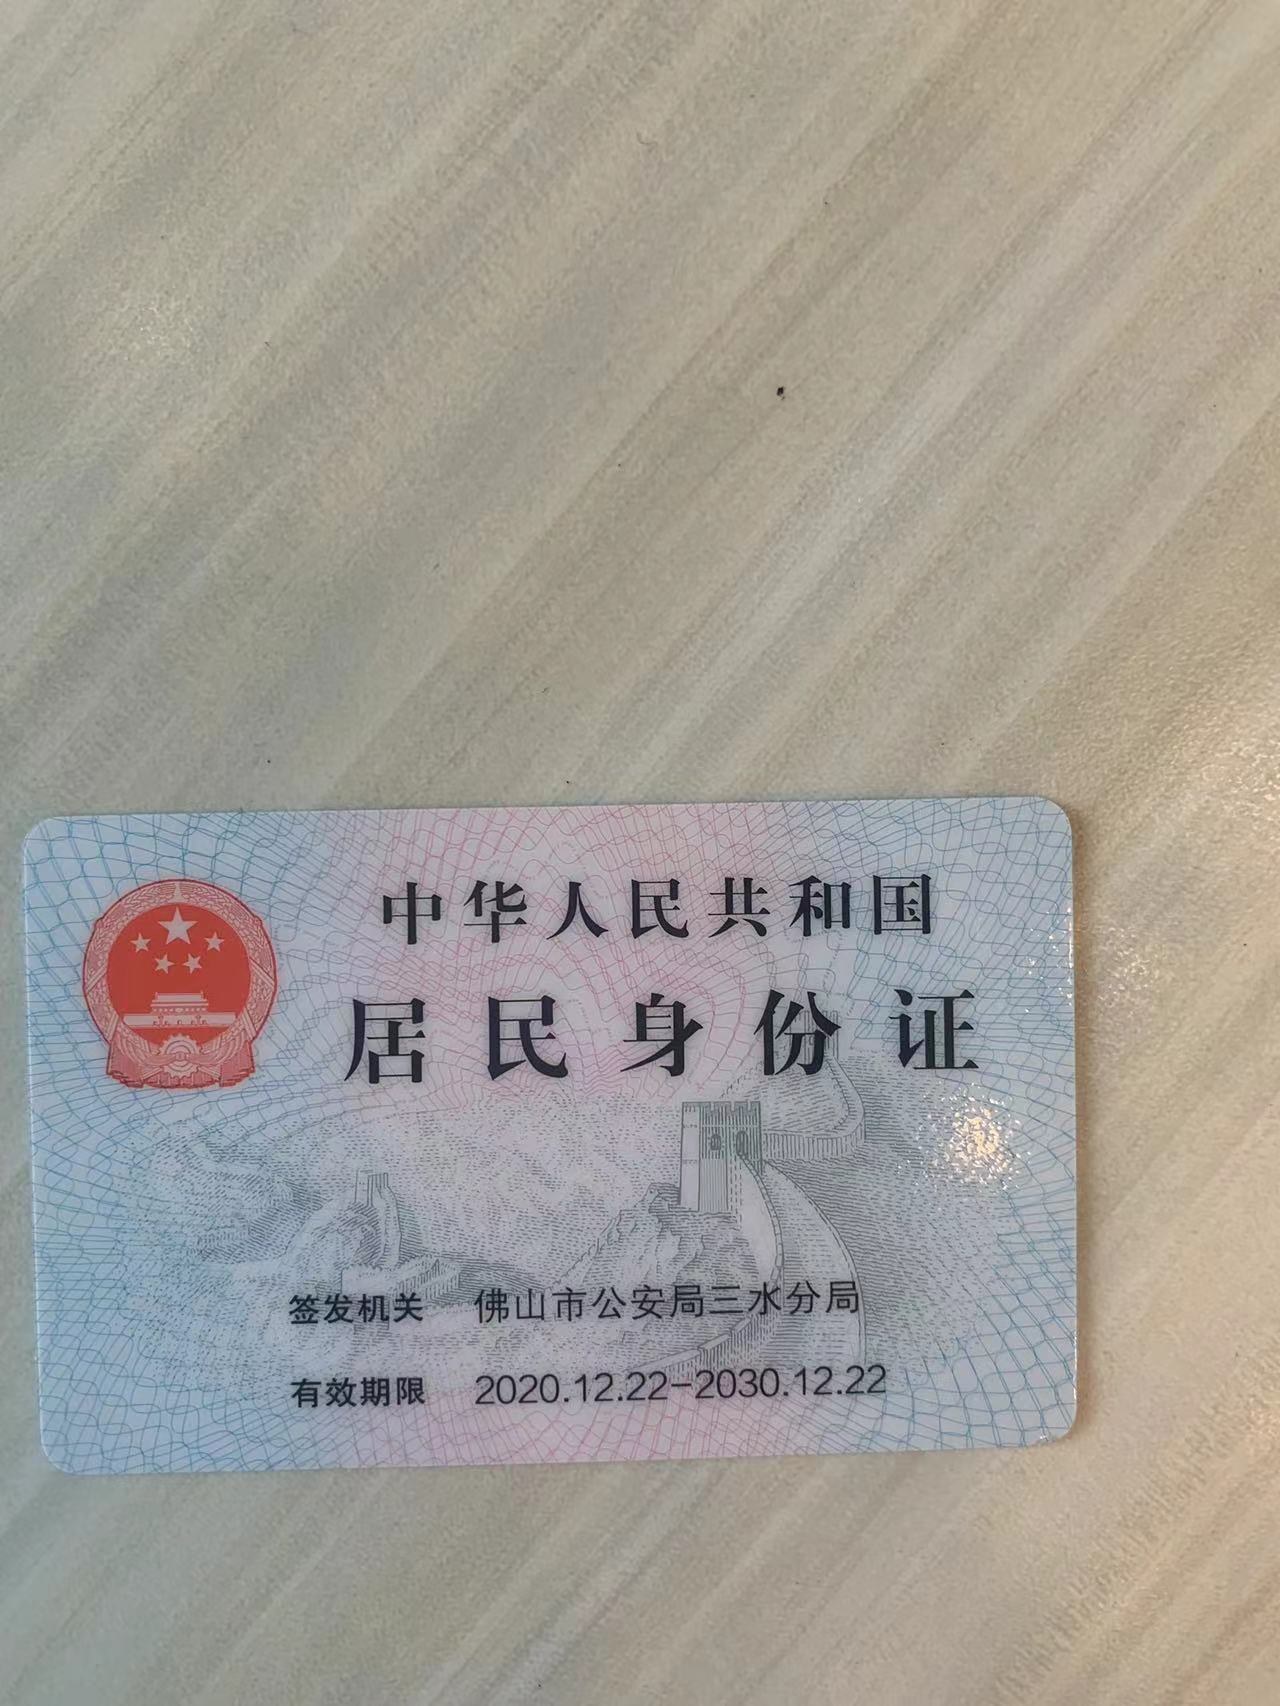 中华人民共和国
居民身份证
签发机关 佛山市公安局三水分局
有效期限 2020.12.22-2030.12.22